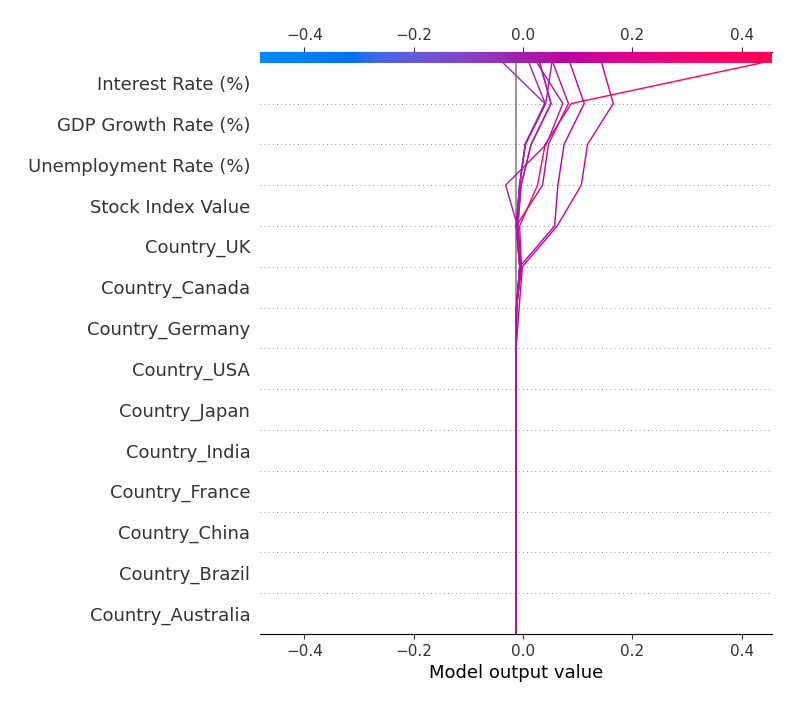 −0.4 −0.2 0.0 0.2 0.4
Interest Rate (%)
GDP Growth Rate (%)
Unemployment Rate (%)
Stock Index Value
Country_UK
Country_Canada
Country_Germany
Country_USA
Country_Japan
Country_India
Country_France
Country_China
Country_Brazil
Country_Australia
−0.4 −0.2 0.0 0.2 0.4
Model output value